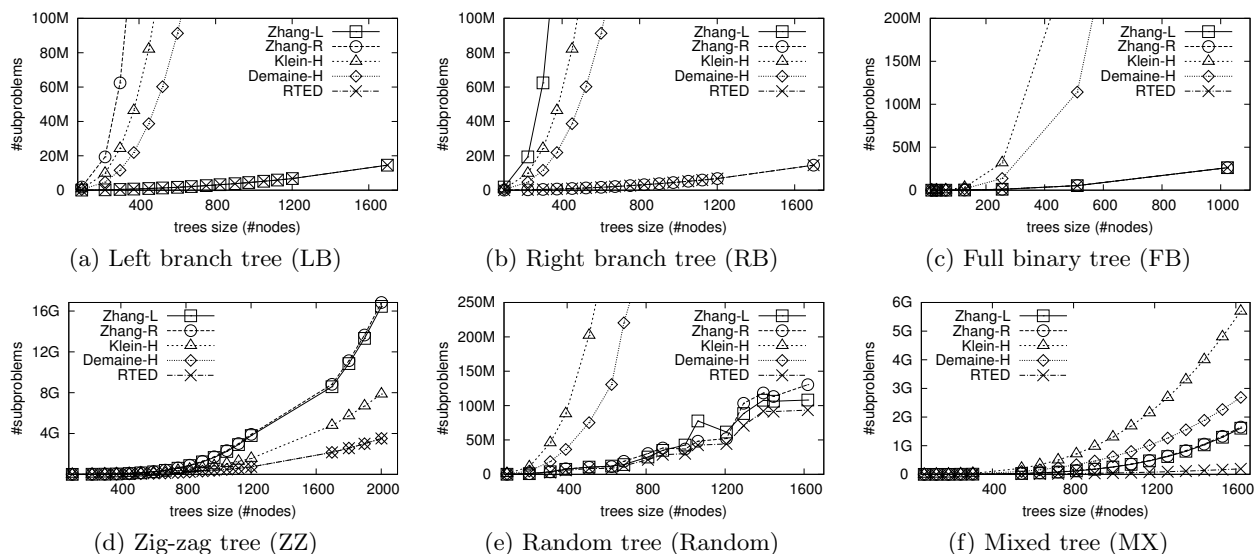 100M
80M
60M
40M
20M
0
#subproblems
Zhang-L
Zhang-R
Klein-H
Demaine-H
RTED
400 800 1200 1600
trees size (#nodes)
(a) Left branch tree (LB)
100M
80M
60M
40M
20M
0
#subproblems
Zhang-L
Zhang-R
Klein-H
Demaine-H
RTED
400 800 1200 1600
trees size (#nodes)
(b) Right branch tree (RB)
200M
150M
100M
50M
0
#subproblems
Zhang-L
Zhang-R
Klein-H
Demaine-H
RTED
200 400 600 800 1000
trees size (#nodes)
(c) Full binary tree (FB)
16G
12G
8G
4G
#subproblems
Zhang-L
Zhang-R
Klein-H
Demaine-H
RTED
400 800 1200 1600 2000
trees size (#nodes)
(d) Zig-zag tree (ZZ)
250M
200M
150M
100M
50M
0
#subproblems
Zhang-L
Zhang-R
Klein-H
Demaine-H
RTED
400 800 1200 1600
trees size (#nodes)
(e) Random tree (Random)
6G
5G
4G
3G
2G
1G
0
#subproblems
Zhang-L
Zhang-R
Klein-H
Demaine-H
RTED
400 800 1200 1600
trees size (#nodes)
(f) Mixed tree (MX)